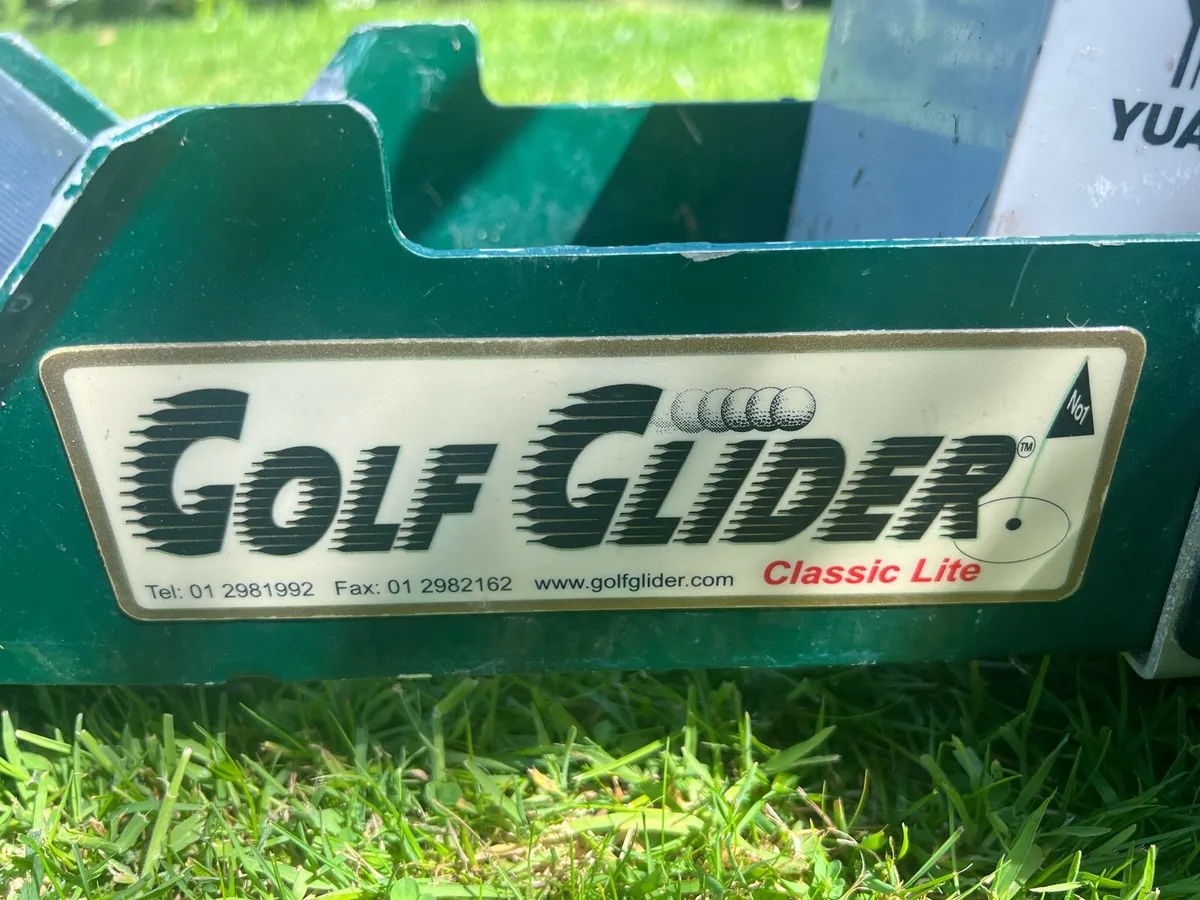 GOLF GLIDER™
No1
Tel: 01 2981992 Fax: 01 2982162 www.golfglider.com
Classic Lite